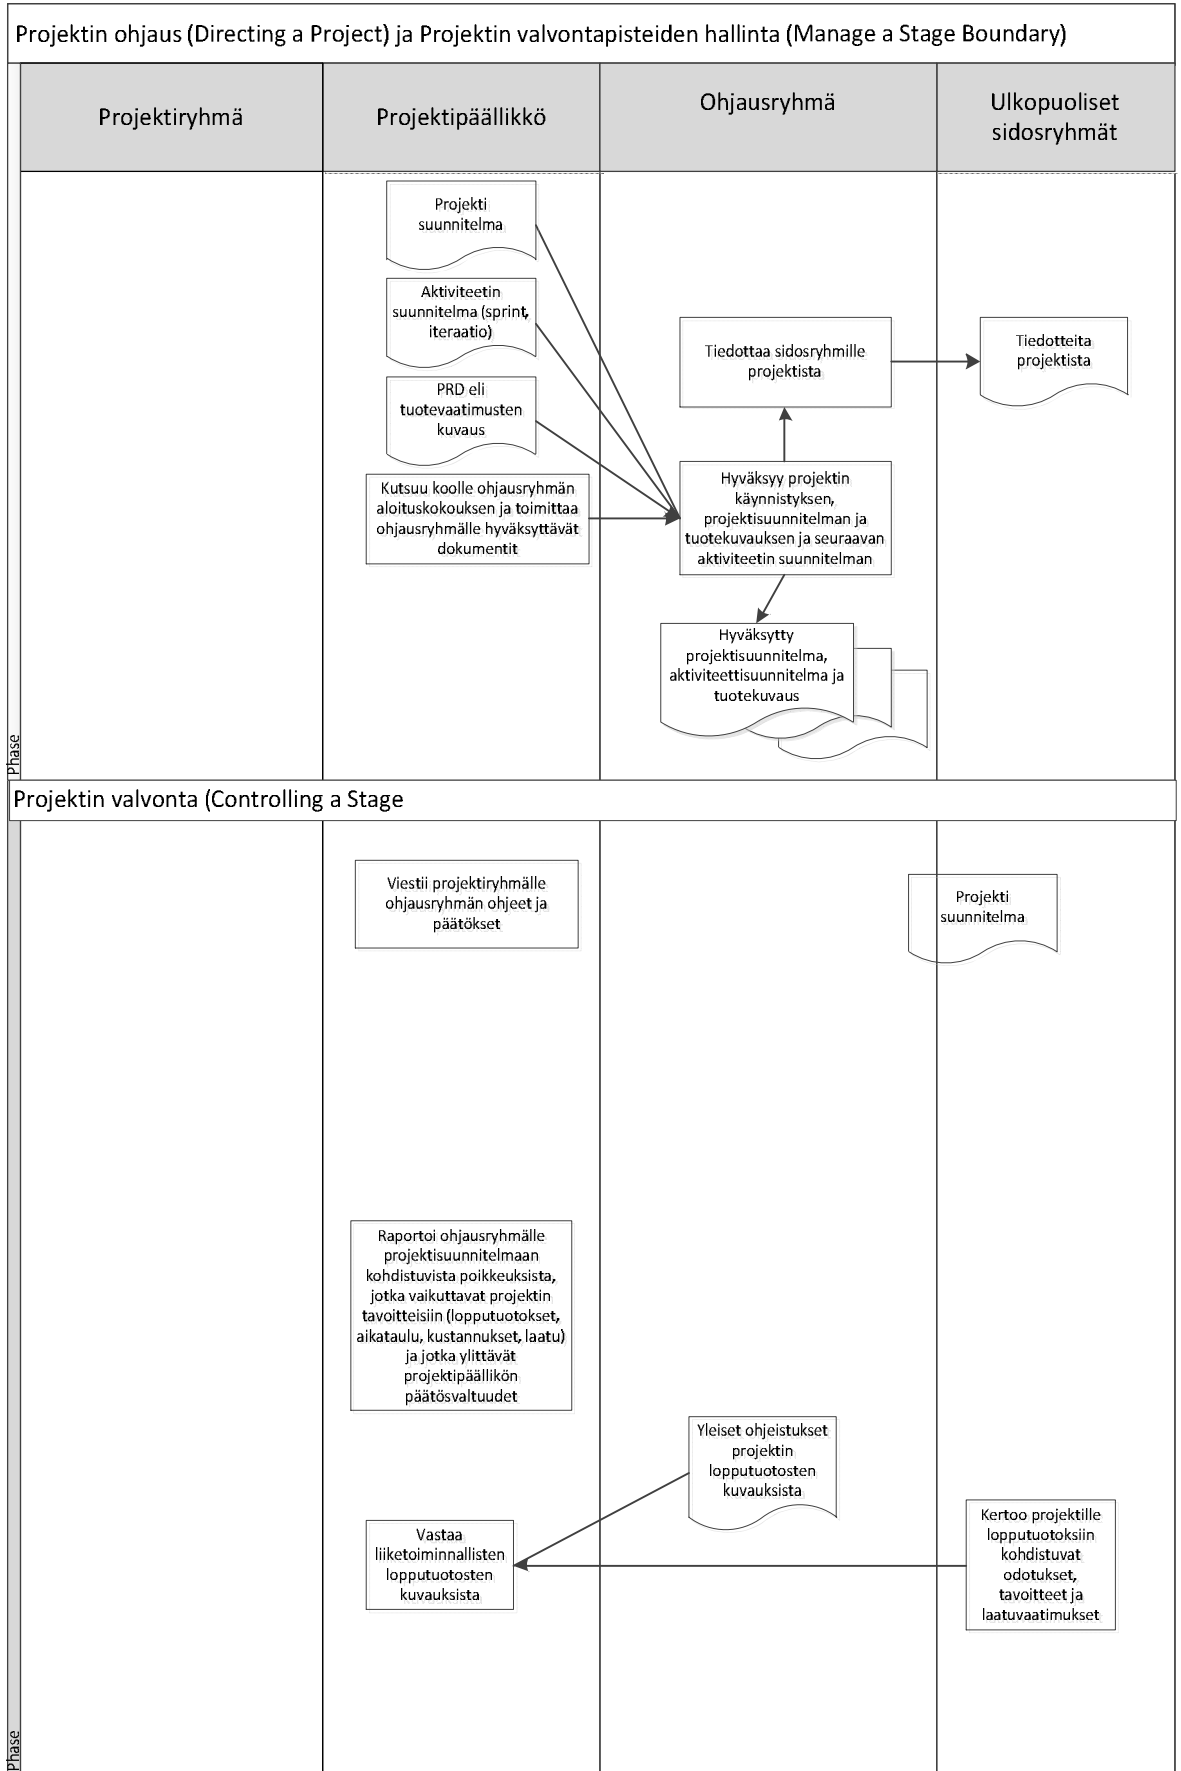 Projektin ohjaus (Directing a Project) ja Projektin valvontapisteiden hallinta (Manage a Stage Boundary)
Projektiryhmä
Projektipäällikkö
Ohjausryhmä
Ulkopuoliset
sidosryhmät
Projekti
suunnitelma
Aktiviteetin
suunnitelma (sprint,
iteraatio)
PRD eli
tuotevaatimusten
kuvaus
Kutsuu koolle ohjausryhmän
aloituskokouksen ja toimittaa
ohjausryhmälle hyväksyttävät
dokumentit
Tiedottaa sidosryhmille
projektista
Tiedotteita
projektista
Hyväksyy projektin
käynnistyksen,
projektisuunnitelman ja
tuotekuvauksen ja seuraavan
aktiviteetin suunnitelman
Hyväksytty
projektisuunnitelma,
aktiviteettisuunnitelma ja
tuotekuvaus
Phase
Projektin valvonta (Controlling a Stage
Viestii projektiryhmälle
ohjausryhmän ohjeet ja
päätökset
Projekti
suunnitelma
Raportoi ohjausryhmälle
projektisuunnitelmaan
kohdistuvista poikkeuksista,
jotka vaikuttavat projektin
tavoitteisiin (lopputuotokset,
aikataulu, kustannukset, laatu)
ja jotka ylittävät
projektipäällikön
päätösvaltuudet
Yleiset ohjeistukset
projektin
lopputuotosten
kuvauksista
Vastaa
liiketoiminnallisten
lopputuotosten
kuvauksista
Kertoo projektille
lopputuotoksiin
kohdistuvat
odotukset,
tavoitteet ja
laatuvaatimukset
Phase